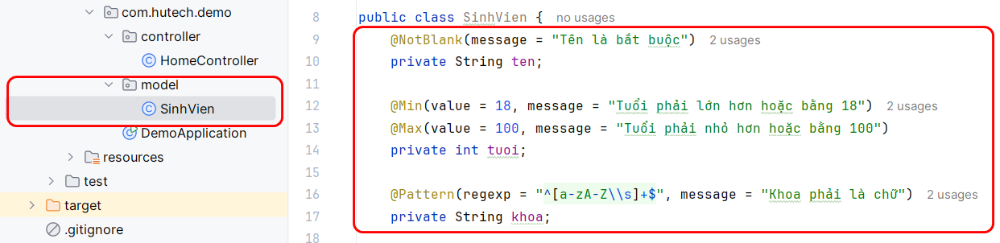 com.hutech.demo
controller
HomeController
model
SinhVien
DemoApplication
resources
test
target
.gitignore
8 public class SinhVien { no usages
9 @NotBlank(message = "Tên là bắt buộc") 2 usages
10 private String ten;
11
12 @Min(value = 18, message = "Tuổi phải lớn hơn hoặc bằng 18") 2 usages
13 @Max(value = 100, message = "Tuổi phải nhỏ hơn hoặc bằng 100")
14 private int tuoi;
15
16 @Pattern(regexp = "^[a-zA-Z\\s]+$", message = "Khoa phải là chữ") 2 usages
17 private String khoa;
18